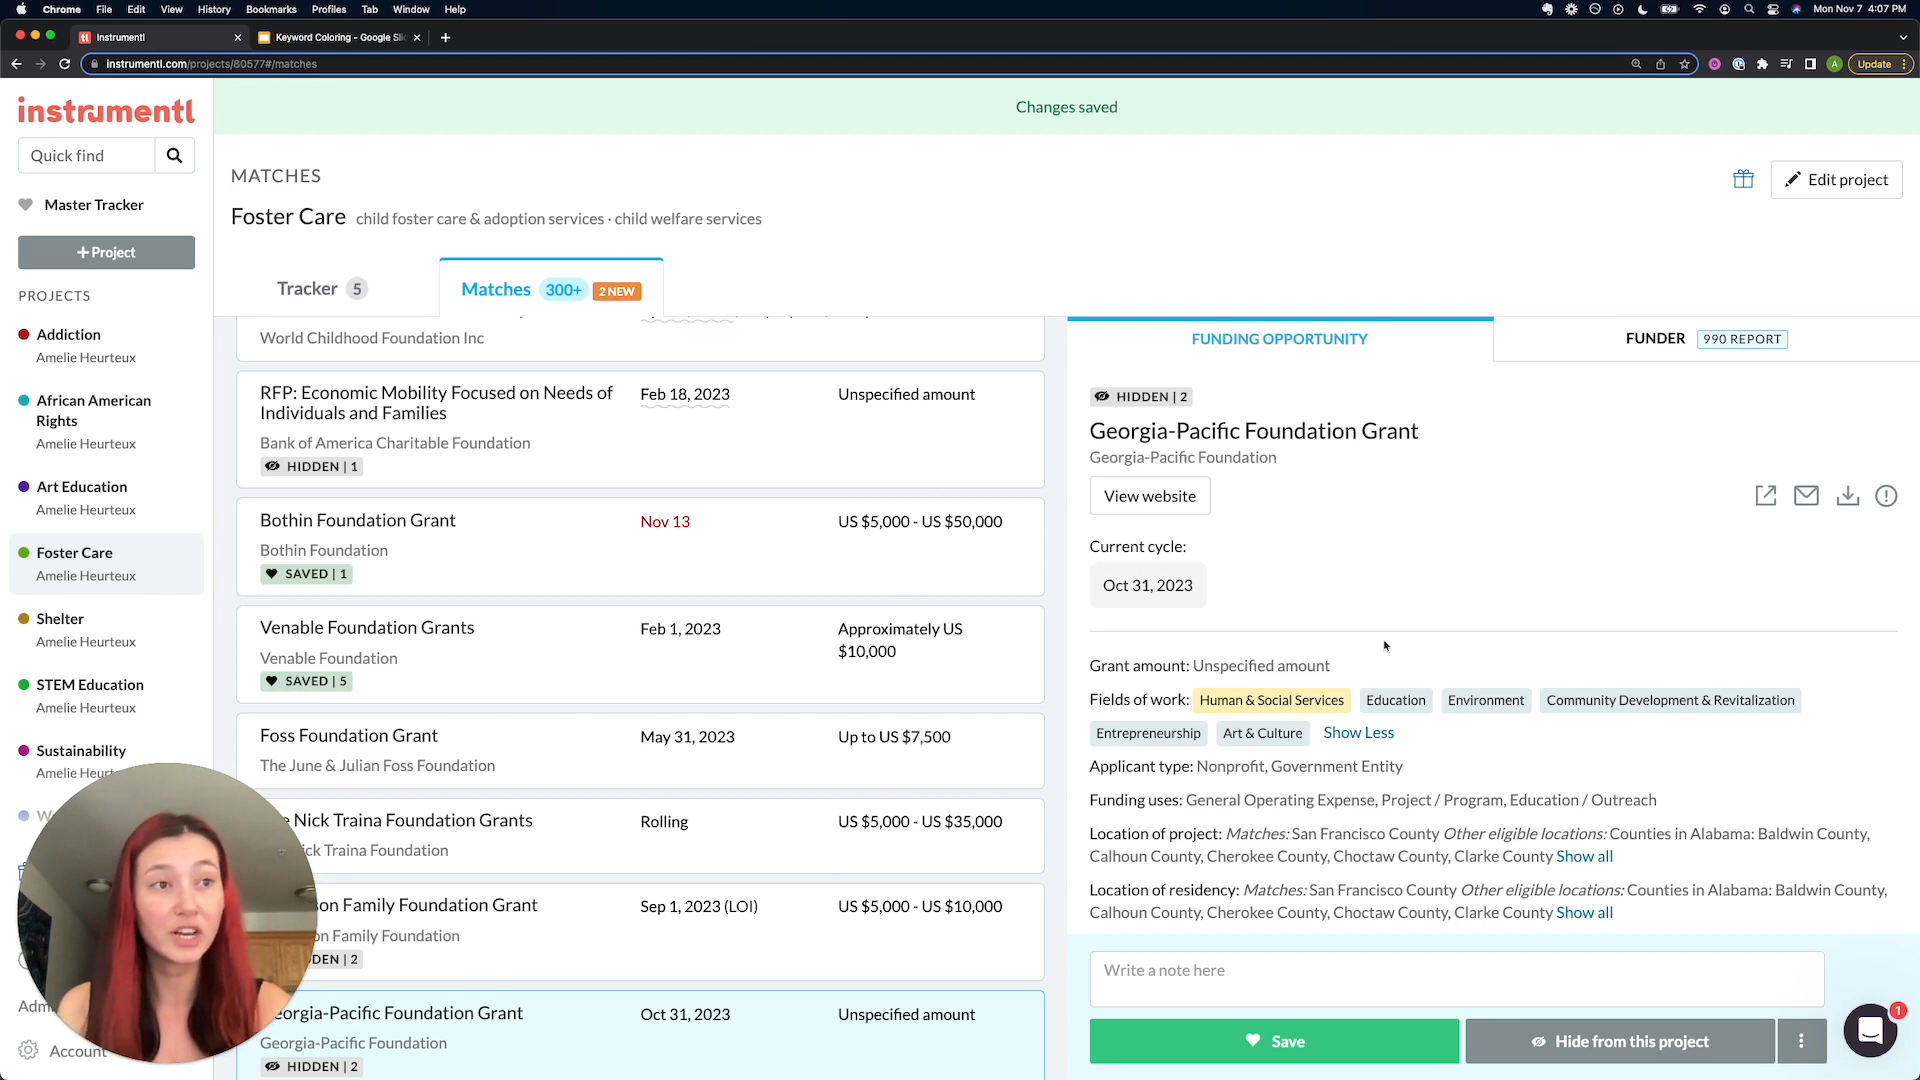 Chrome File Edit View History Bookmarks Profiles Tab Window Help Mon Nov 7 4:07 PM
Instrumentl Keyword Coloring - Google Sli
instrumentl.com/projects/80577#/matches A Update
instrumentl
Quick find
Master Tracker
+ Project
PROJECTS
Addiction
Amelie Heurteux
African American
Rights
Amelie Heurteux
Art Education
Amelie Heurteux
Foster Care
Amelie Heurteux
Shelter
Amelie Heurteux
STEM Education
Amelie Heurteux
Sustainability
Amelie
Account
Changes saved
MATCHES
Edit project
Foster Care child foster care & adoption services · child welfare services
Tracker 5
Matches 300+ 2 NEW
World Childhood Foundation Inc
RFP: Economic Mobility Focused on Needs of
Individuals and Families
Feb 18, 2023
Unspecified amount
Bank of America Charitable Foundation
HIDDEN | 1
Bothin Foundation Grant
Nov 13
US $5,000 - US $50,000
Bothin Foundation
SAVED | 1
Venable Foundation Grants
Feb 1, 2023
Approximately US
$10,000
Venable Foundation
SAVED | 5
Foss Foundation Grant
May 31, 2023
Up to US $7,500
The June & Julian Foss Foundation
Nick Traina Foundation Grants
Rolling
US $5,000 - US $35,000
Traina Foundation
Family Foundation Grant
Sep 1, 2023 (LOI)
US $5,000 - US $10,000
Family Foundation
| 2
Georgia-Pacific Foundation Grant
Oct 31, 2023
Unspecified amount
Georgia-Pacific Foundation
HIDDEN | 2
FUNDING OPPORTUNITY
FUNDER 990 REPORT
HIDDEN | 2
Georgia-Pacific Foundation Grant
Georgia-Pacific Foundation
View website
Current cycle:
Oct 31, 2023
Grant amount: Unspecified amount
Fields of work: Human & Social Services Education Environment Community Development & Revitalization
Entrepreneurship Art & Culture Show Less
Applicant type: Nonprofit, Government Entity
Funding uses: General Operating Expense, Project / Program, Education / Outreach
Location of project: Matches: San Francisco County Other eligible locations: Counties in Alabama: Baldwin County,
Calhoun County, Cherokee County, Choctaw County, Clarke County Show all
Location of residency: Matches: San Francisco County Other eligible locations: Counties in Alabama: Baldwin County,
Calhoun County, Cherokee County, Choctaw County, Clarke County Show all
Write a note here
Save
Hide from this project
1